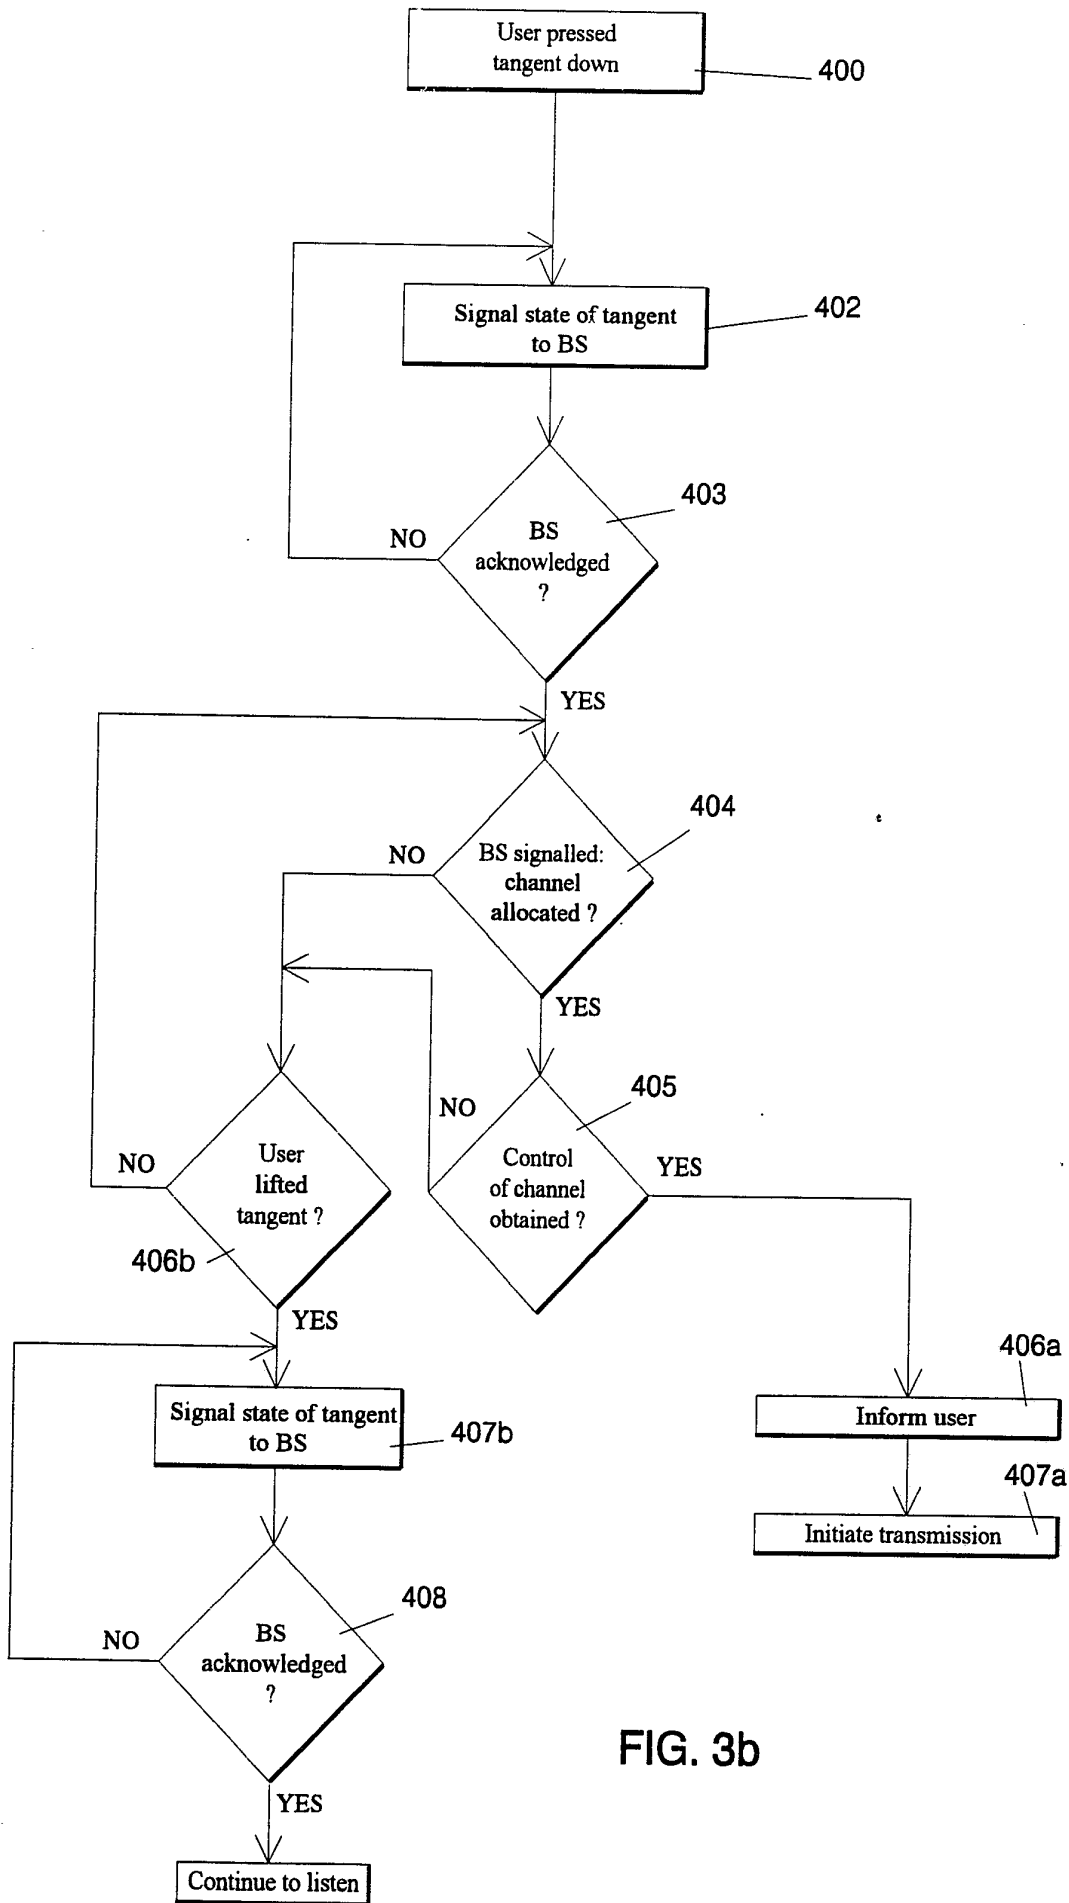 User pressed
tangent down
400
Signal state of tangent
to BS
402
403
BS
acknowledged
?
NO
YES
404
BS signalled:
channel
allocated ?
NO
YES
405
Control
of channel
obtained ?
NO
YES
User
lifted
tangent ?
NO
406b
YES
406a
Inform user
Signal state of tangent
to BS
407b
407a
Initiate transmission
408
BS
acknowledged
?
NO
YES
Continue to listen
FIG. 3b